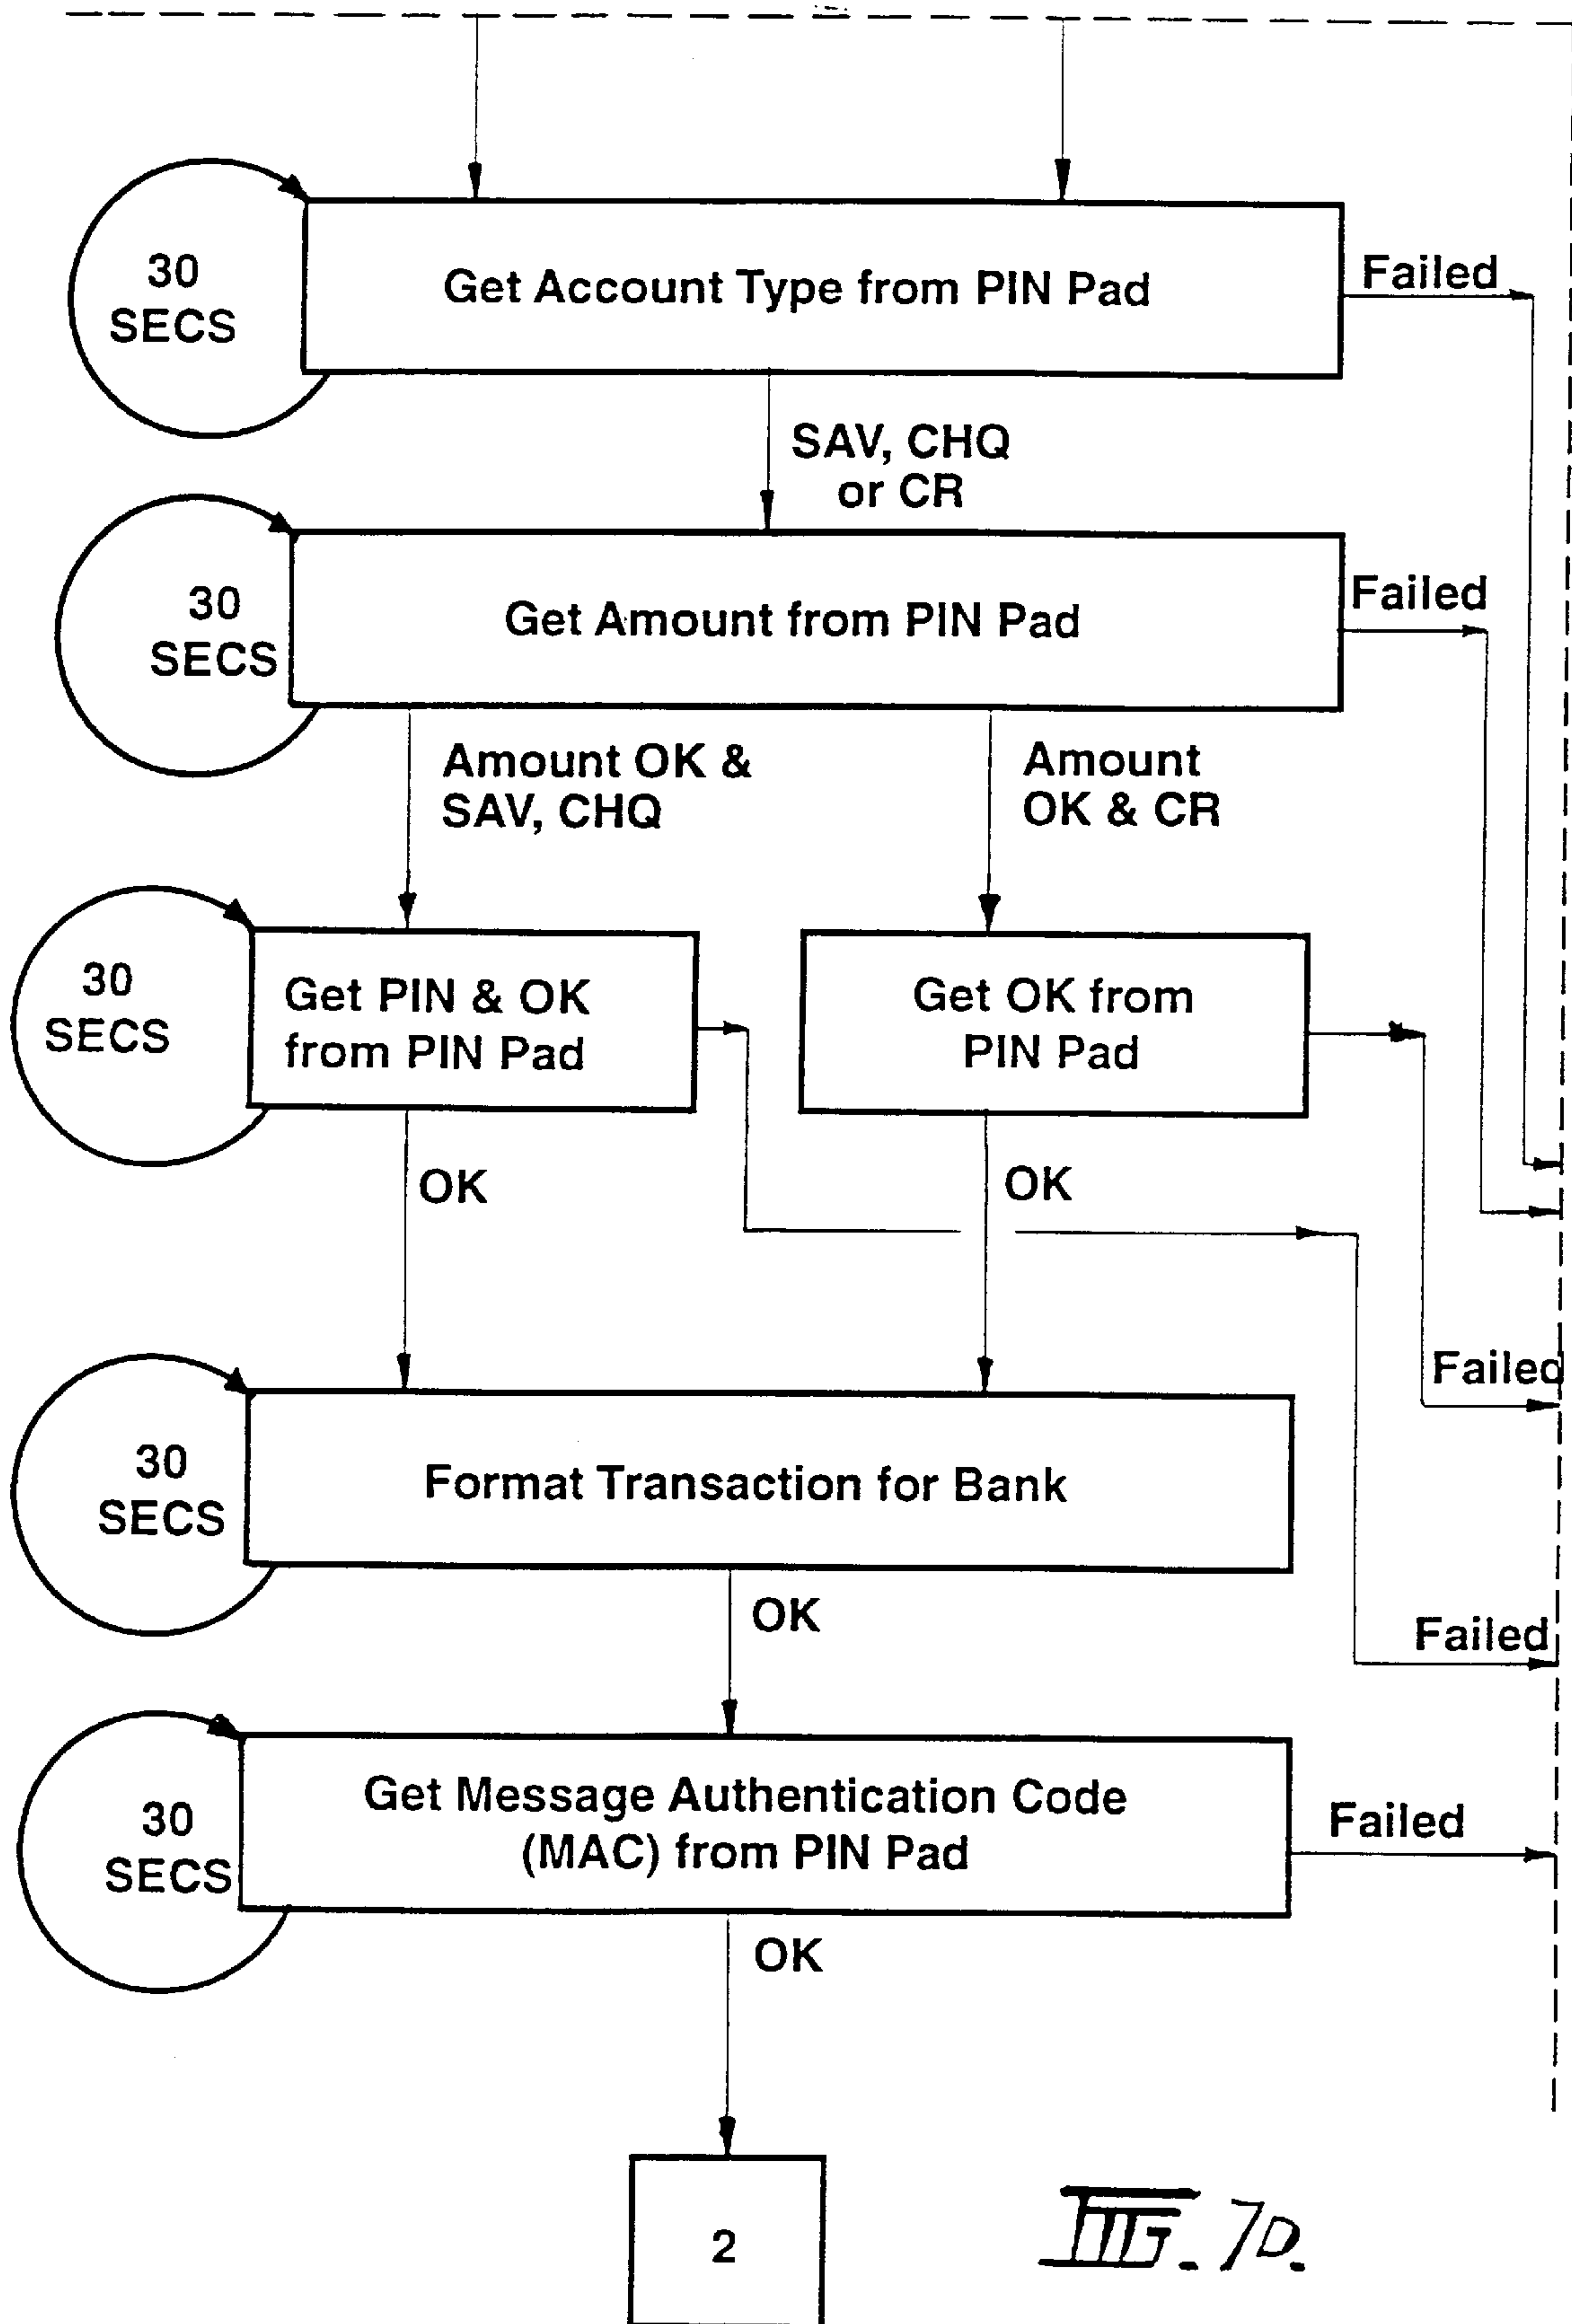 30
SECS
Get Account Type from PIN Pad
Failed
SAV, CHQ
or CR
30
SECS
Get Amount from PIN Pad
Failed
Amount OK &
SAV, CHQ
Amount
OK & CR
30
SECS
Get PIN & OK
from PIN Pad
Get OK from
PIN Pad
OK
OK
Failed
30
SECS
Format Transaction for Bank
OK
Failed
30
SECS
Get Message Authentication Code
(MAC) from PIN Pad
Failed
OK
2
FIG. 7D.